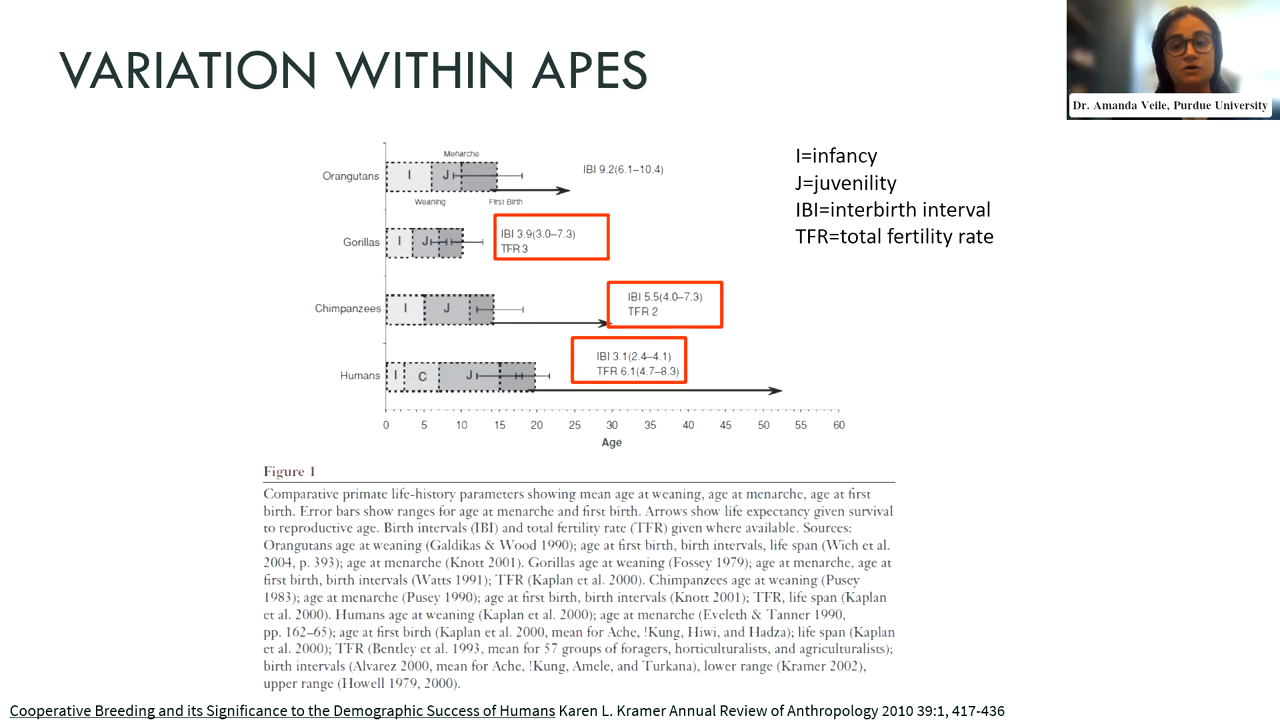 VARIATION WITHIN APES
Dr. Amanda Veile, Purdue University
I=infancy
J=juvenility
IBI=interbirth interval
TFR=total fertility rate
Menarche
Orangutans
I
J
IBI 9.2(6.1–10.4)
Weaning
First Birth
Gorillas
I
J
IBI 3.9(3.0–7.3)
TFR 3
Chimpanzees
I
J
IBI 5.5(4.0–7.3)
TFR 2
Humans
I
C
J
IBI 3.1(2.4–4.1)
TFR 6.1(4.7–8.3)
0 5 10 15 20 25 30 35 40 45 50 55 60
Age
Figure 1
Comparative primate life-history parameters showing mean age at weaning, age at menarche, age at first
birth. Error bars show ranges for age at menarche and first birth. Arrows show life expectancy given survival
to reproductive age. Birth intervals (IBI) and total fertility rate (TFR) given where available. Sources:
Orangutans age at weaning (Galdikas & Wood 1990); age at first birth, birth intervals, life span (Wich et al.
2004, p. 393); age at menarche (Knott 2001). Gorillas age at weaning (Fossey 1979); age at menarche, age at
first birth, birth intervals (Watts 1991); TFR (Kaplan et al. 2000). Chimpanzees age at weaning (Pusey
1983); age at menarche (Pusey 1990); age at first birth, birth intervals (Knott 2001); TFR, life span (Kaplan
et al. 2000). Humans age at weaning (Kaplan et al. 2000); age at menarche (Eveleth & Tanner 1990,
pp. 162–65); age at first birth (Kaplan et al. 2000, mean for Ache, !Kung, Hiwi, and Hadza); life span (Kaplan
et al. 2000); TFR (Bentley et al. 1993, mean for 57 groups of foragers, horticulturalists, and agriculturalists);
birth intervals (Alvarez 2000, mean for Ache, !Kung, Amele, and Turkana), lower range (Kramer 2002),
upper range (Howell 1979, 2000).
Cooperative Breeding and its Significance to the Demographic Success of Humans Karen L. Kramer Annual Review of Anthropology 2010 39:1, 417-436